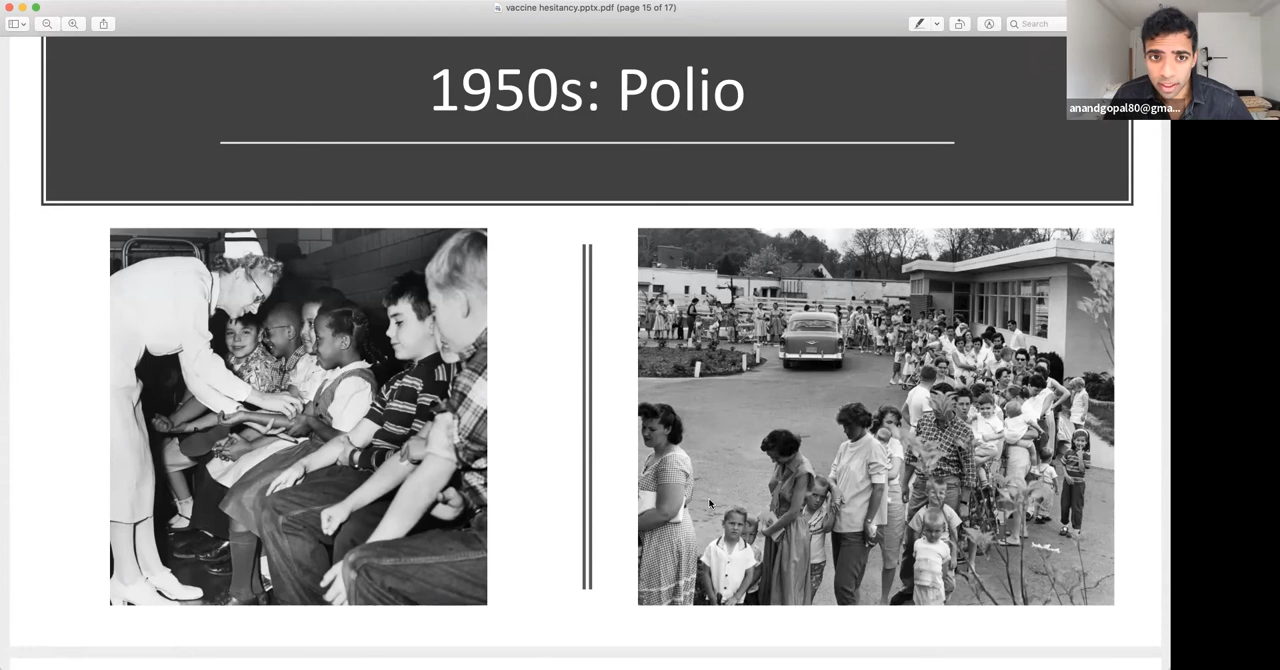 vaccine hesitancy.pptx.pdf (page 15 of 17)
Search
anandgopal80@gma...
1950s: Polio